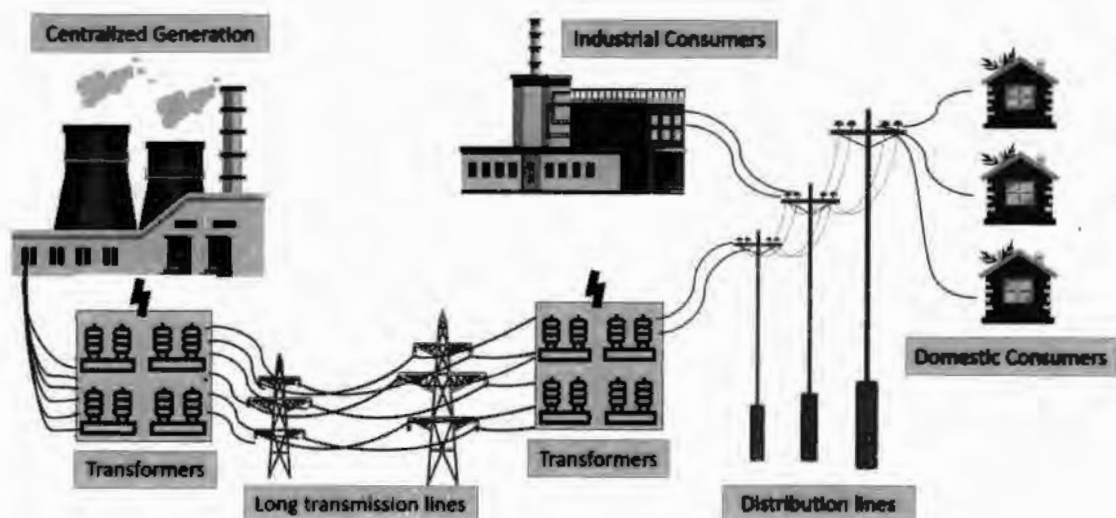 Centralized Generation
Industrial Consumers
Domestic Consumers
Transformers
Transformers
Long transmission lines
Distribution lines